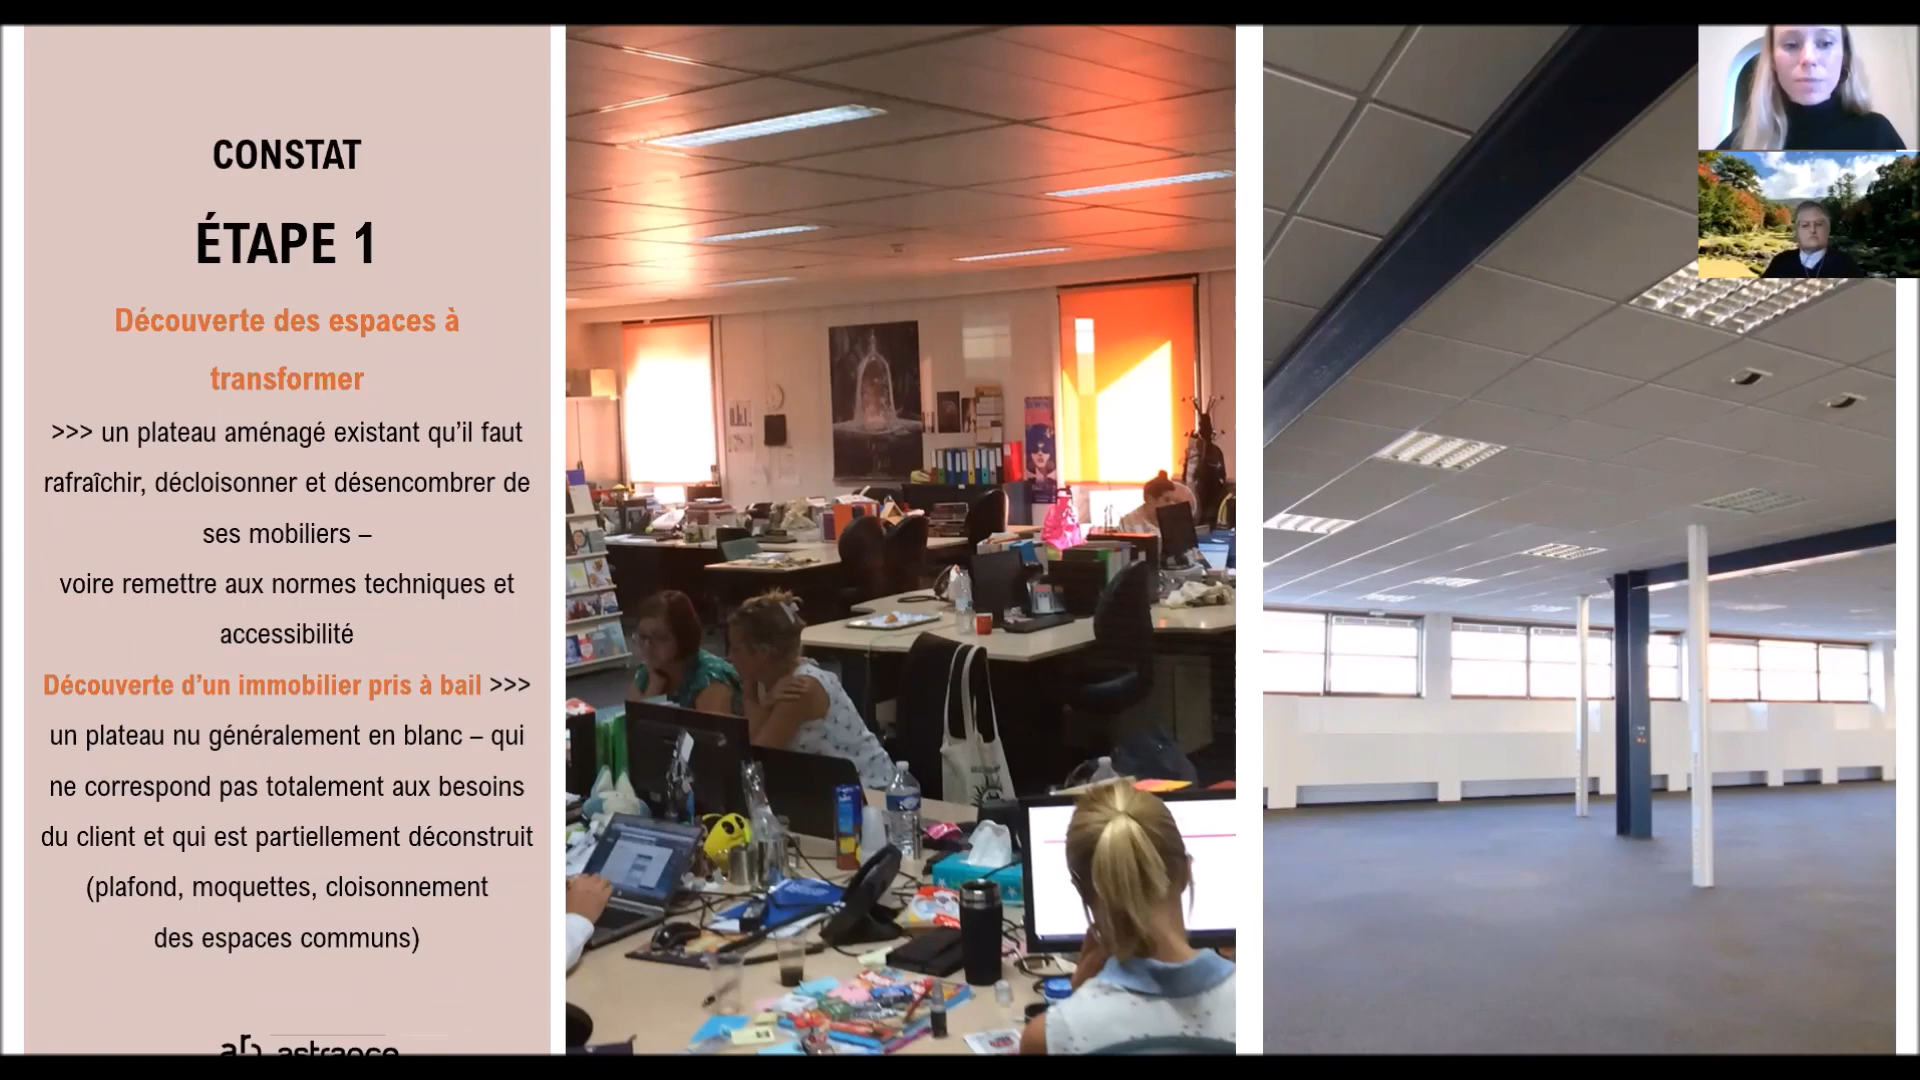 CONSTAT
ÉTAPE 1
Découverte des espaces à
transformer
>>> un plateau aménagé existant qu’il faut
rafraîchir, décloisonner et désencombrer de
ses mobiliers –
voire remettre aux normes techniques et
accessibilité
Découverte d’un immobilier pris à bail >>>
un plateau nu généralement en blanc – qui
ne correspond pas totalement aux besoins
du client et qui est partiellement déconstruit
(plafond, moquettes, cloisonnement
des espaces communs)